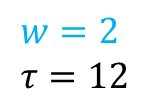 w = 2
τ = 12